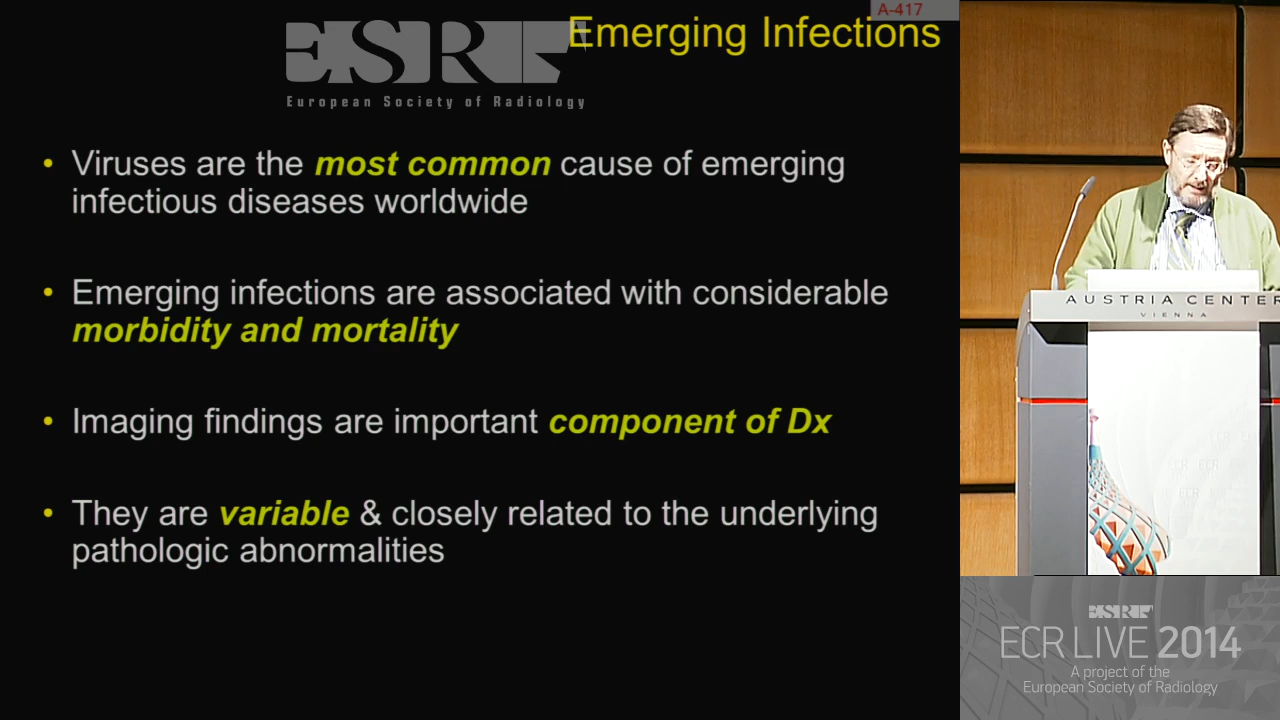 A-417
Emerging Infections
ESR
European Society of Radiology
• Viruses are the most common cause of emerging
infectious diseases worldwide
• Emerging infections are associated with considerable
morbidity and mortality
• Imaging findings are important component of Dx
• They are variable & closely related to the underlying
pathologic abnormalities
AUSTRIA CENTER
VIENNA
ESR
ECR LIVE 2014
A project of the
European Society of Radiology